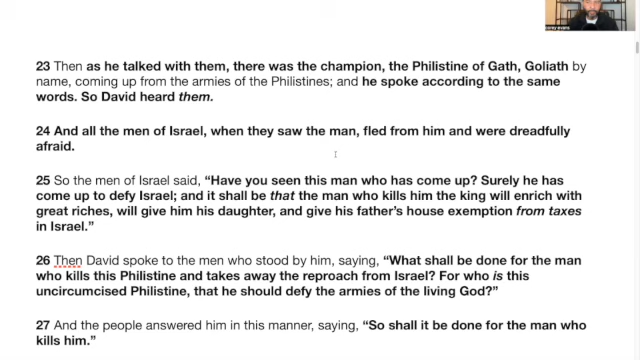 corey evans
23 Then as he talked with them, there was the champion, the Philistine of Gath, Goliath by
name, coming up from the armies of the Philistines; and he spoke according to the same
words. So David heard them.
24 And all the men of Israel, when they saw the man, fled from him and were dreadfully
afraid.
25 So the men of Israel said, “Have you seen this man who has come up? Surely he has
come up to defy Israel; and it shall be that the man who kills him the king will enrich with
great riches, will give him his daughter, and give his father’s house exemption from taxes
in Israel.”
26 Then David spoke to the men who stood by him, saying, “What shall be done for the man
who kills this Philistine and takes away the reproach from Israel? For who is this
uncircumcised Philistine, that he should defy the armies of the living God?”
27 And the people answered him in this manner, saying, “So shall it be done for the man who
kills him.”